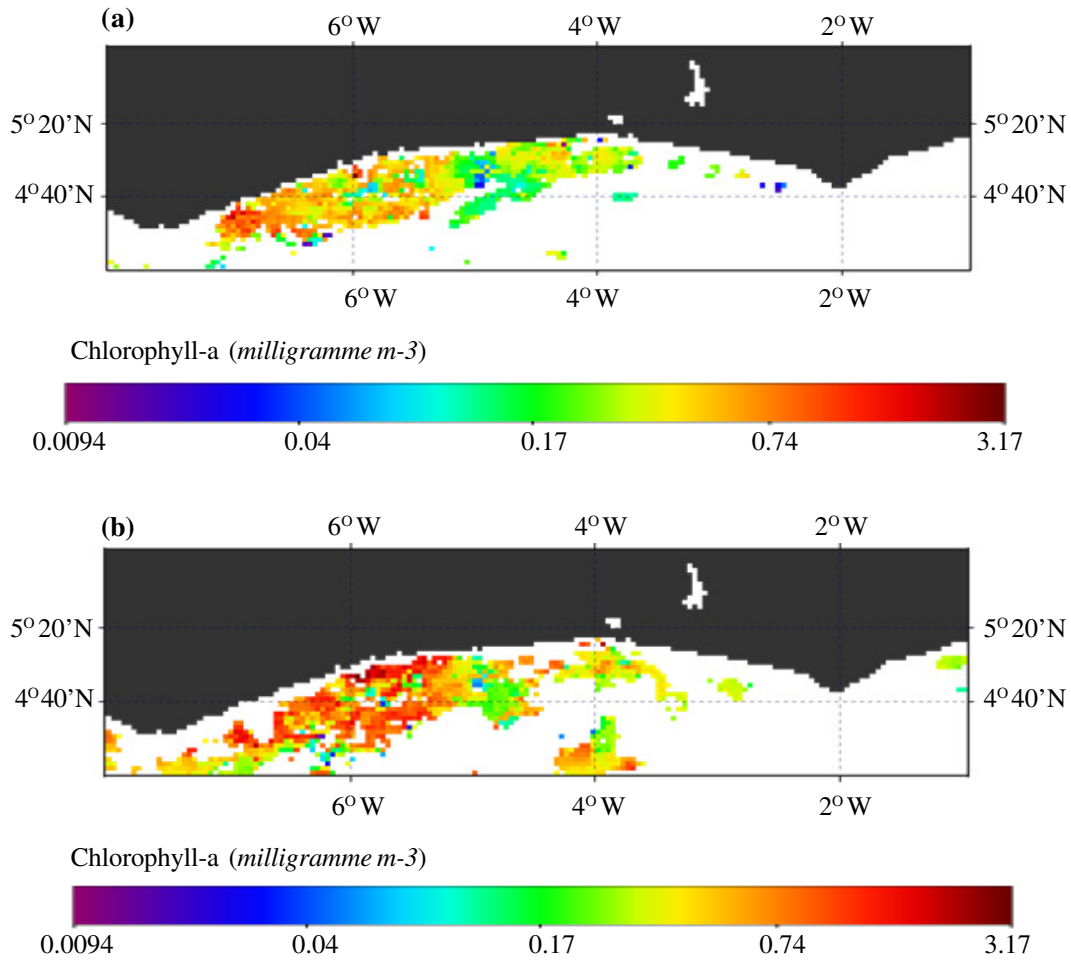 (a)
6° W 4° W 2° W
5° 20'N 5° 20'N
4° 40'N 4° 40'N
6° W 4° W 2° W
Chlorophyll-a (milligramme m-3)
0.0094 0.04 0.17 0.74 3.17
(b)
6° W 4° W 2° W
5° 20'N 5° 20'N
4° 40'N 4° 40'N
6° W 4° W 2° W
Chlorophyll-a (milligramme m-3)
0.0094 0.04 0.17 0.74 3.17